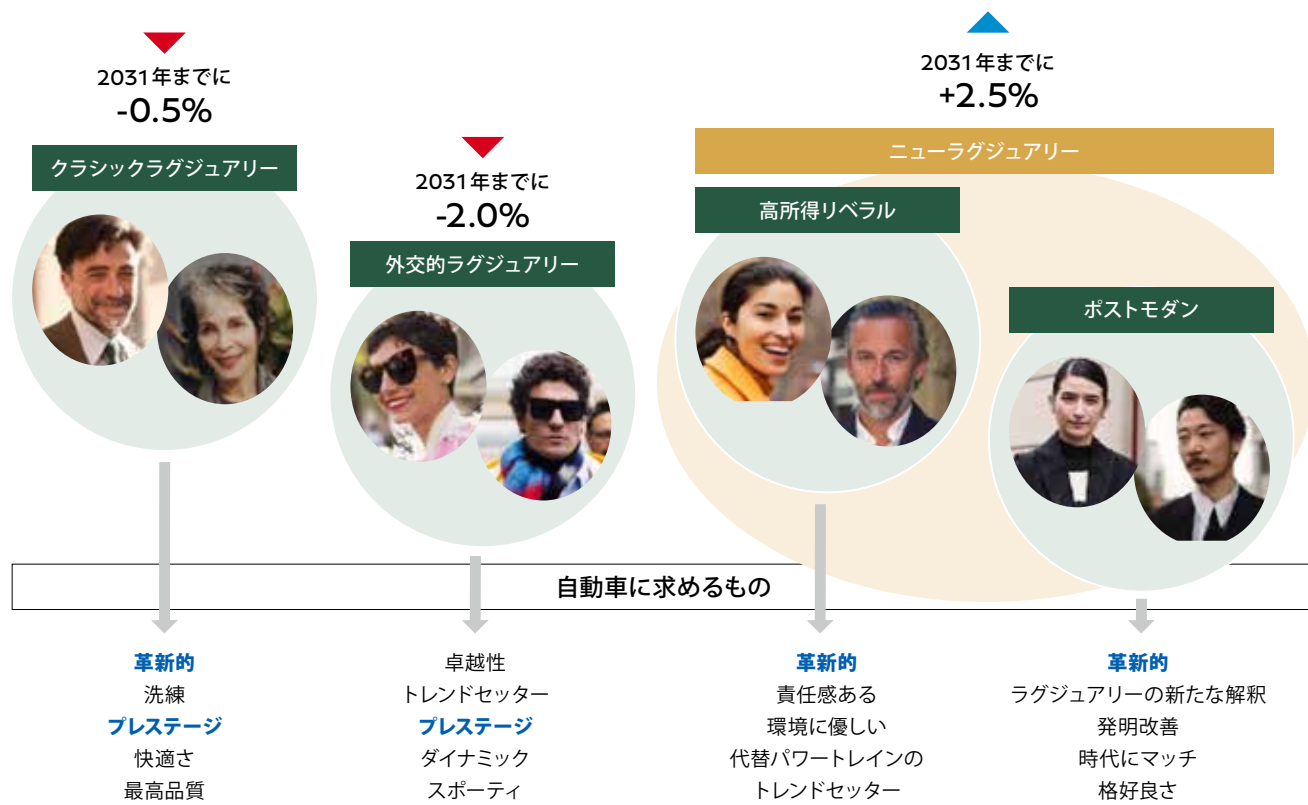 2031年までに
-0.5%
クラシックラグジュアリー
2031年までに
-2.0%
外交的ラグジュアリー
2031年までに
+2.5%
ニューラグジュアリー
高所得リベラル
ポストモダン
自動車に求めるもの
革新的
洗練
プレステージ
快適さ
最高品質
卓越性
トレンドセッター
プレステージ
ダイナミック
スポーティ
革新的
責任感ある
環境に優しい
代替パワートレインの
トレンドセッター
革新的
ラグジュアリーの新たな解釈
発明改善
時代にマッチ
格好良さ